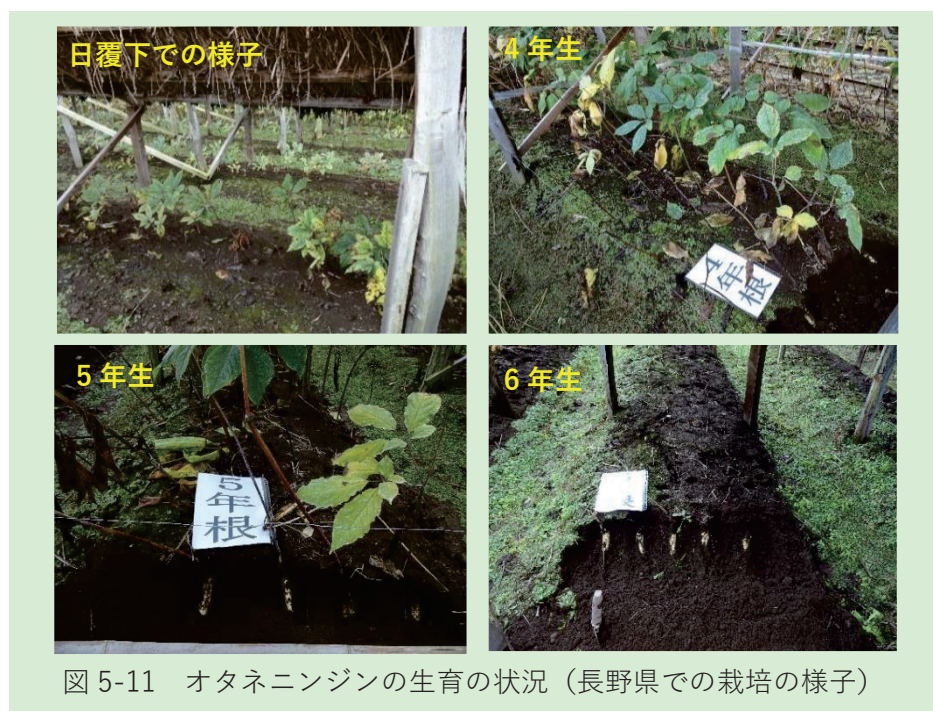 日覆下での様子
4年生
4年根
5年生
5年根
6年生
図 5-11　オタネニンジンの生育の状況（長野県での栽培の様子）